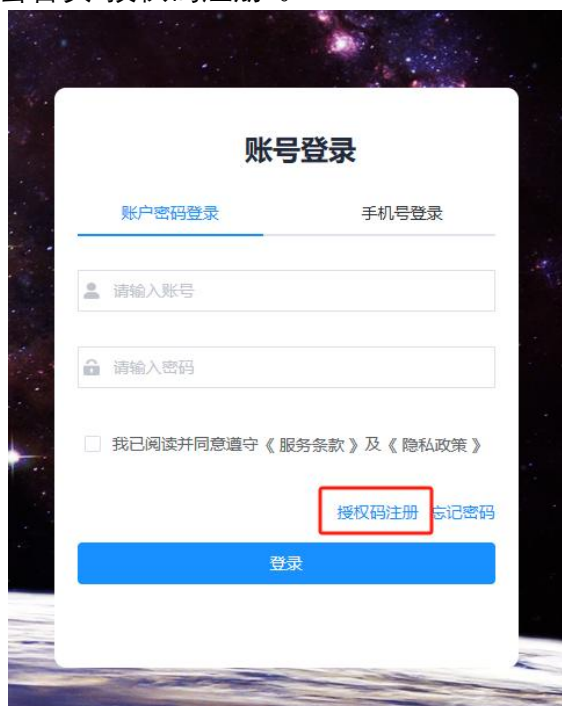 账号登录
账户密码登录 手机号登录
请输入账号
请输入密码
我已阅读并同意遵守《 服务条款 》及《 隐私政策 》
授权码注册 忘记密码
登录